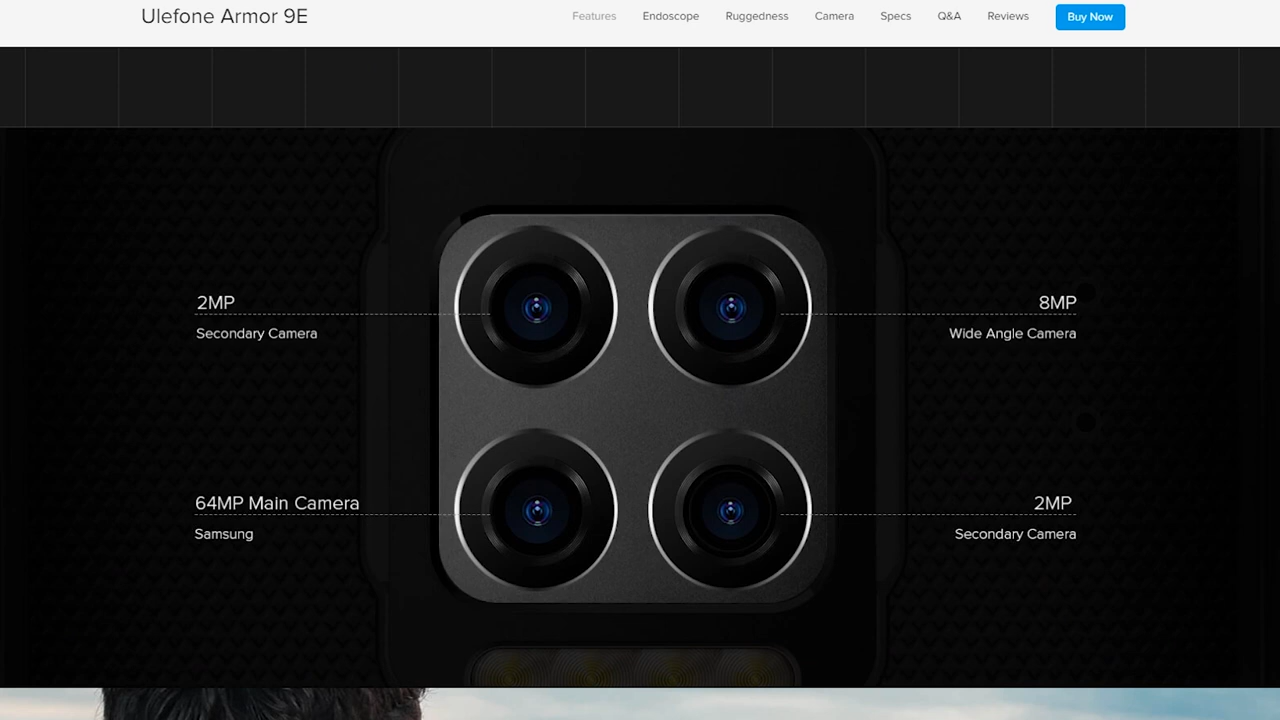 Ulefone Armor 9E
Features Endoscope Ruggedness Camera Specs Q&A Reviews Buy Now
2MP
Secondary Camera
8MP
Wide Angle Camera
64MP Main Camera
Samsung
2MP
Secondary Camera